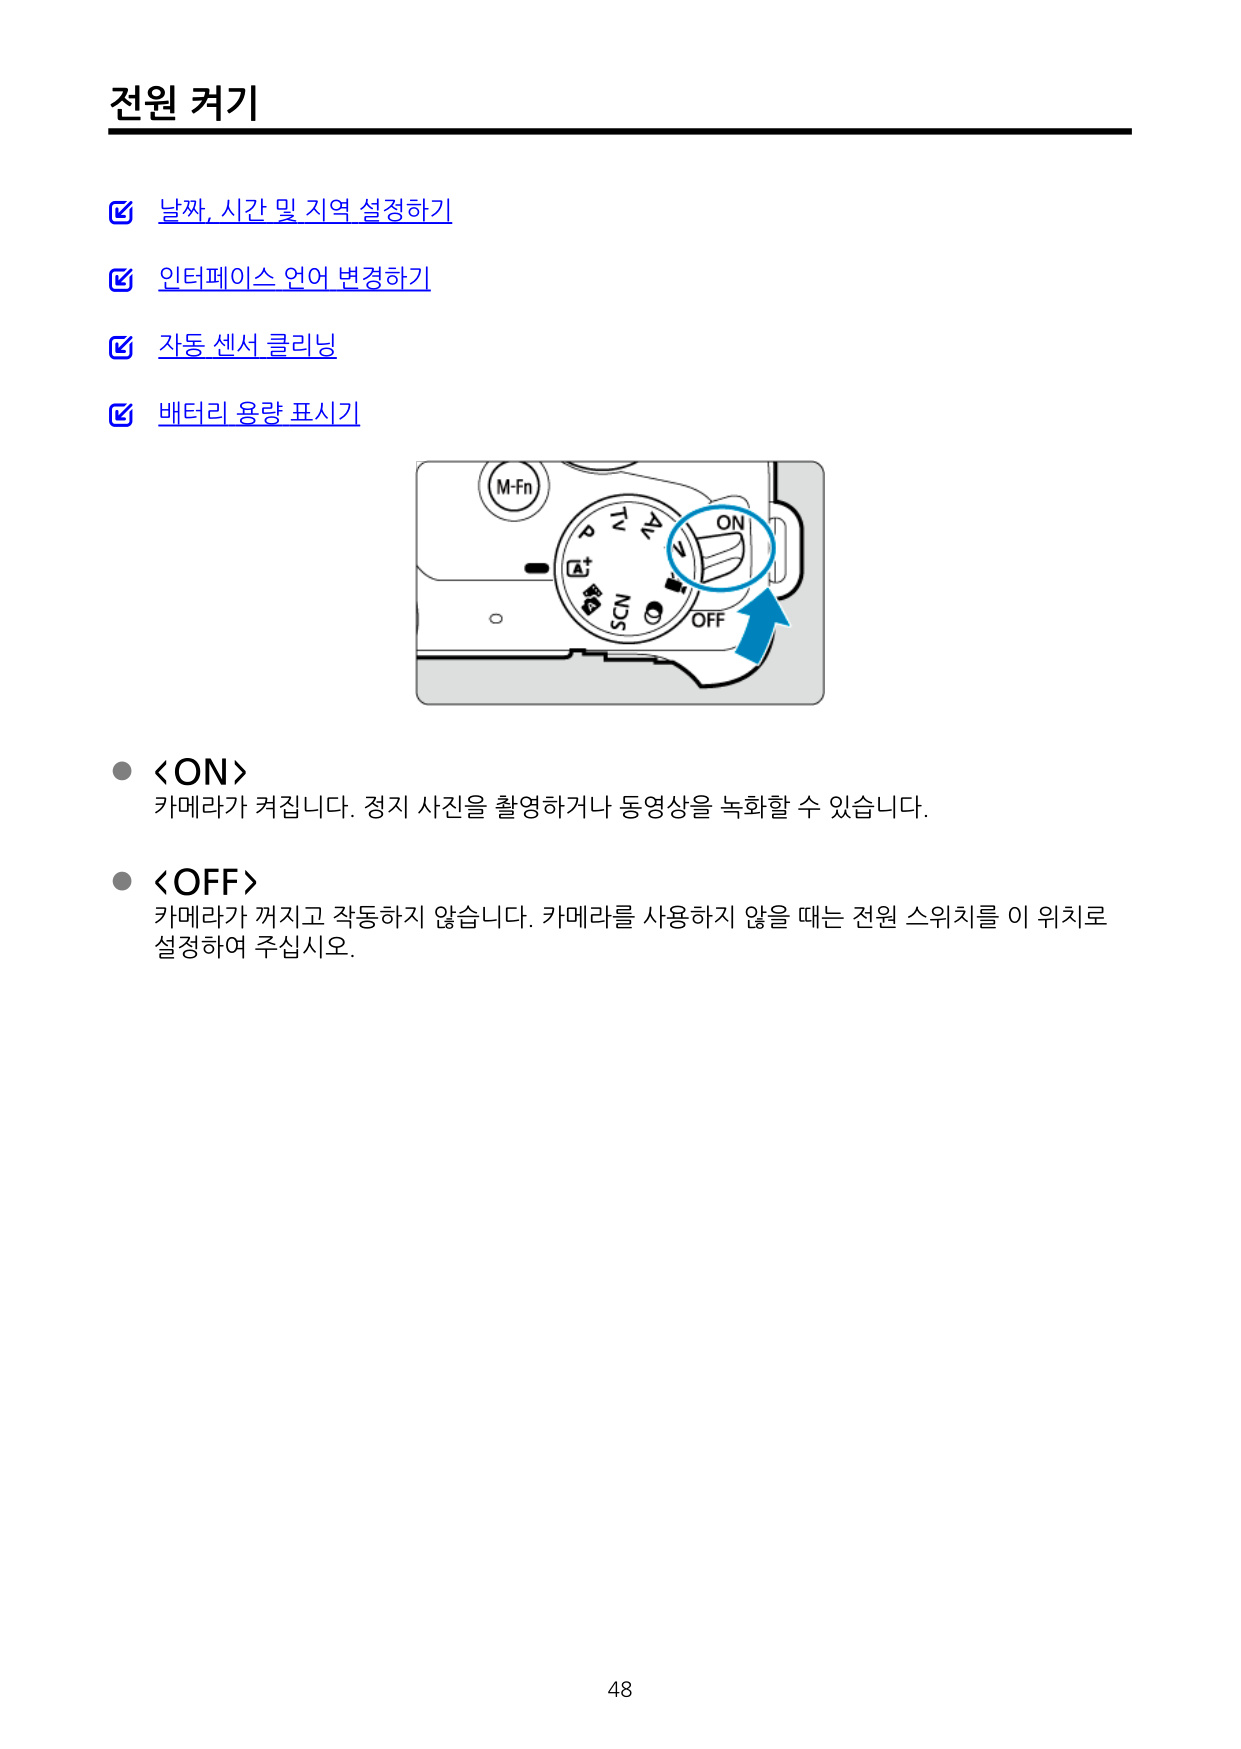 전원 켜기
날짜, 시간 및 지역 설정하기
인터페이스 언어 변경하기
자동 센서 클리닝
배터리 용량 표시기
M-Fn
ON
Tv
Av
P
M
A+
SCN
OFF
<ON>
카메라가 켜집니다. 정지 사진을 촬영하거나 동영상을 녹화할 수 있습니다.
<OFF>
카메라가 꺼지고 작동하지 않습니다. 카메라를 사용하지 않을 때는 전원 스위치를 이 위치로
설정하여 주십시오.
48